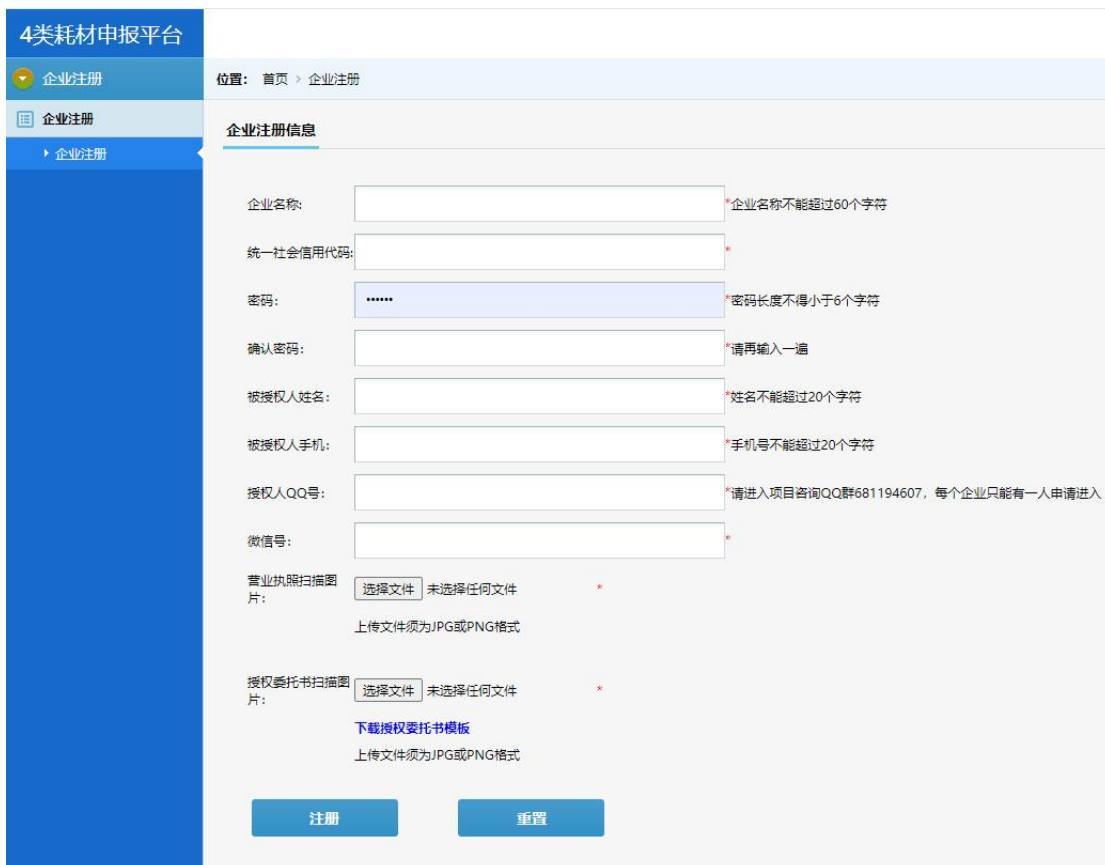 4类耗材申报平台
企业注册
位置： 首页 > 企业注册
企业注册
企业注册
企业注册信息
企业名称:
*企业名称不能超过60个字符
统一社会信用代码:
*
密码：
••••••
*密码长度不得小于6个字符
确认密码：
*请再输入一遍
被授权人姓名：
*姓名不能超过20个字符
被授权人手机：
*手机号不能超过20个字符
授权人QQ号：
*请进入项目咨询QQ群681194607，每个企业只能有一人申请进入
微信号：
*
营业执照扫描图
片：
选择文件 未选择任何文件 *
上传文件须为JPG或PNG格式
授权委托书扫描图
片：
选择文件 未选择任何文件 *
下载授权委托书模板
上传文件须为JPG或PNG格式
注册
重置